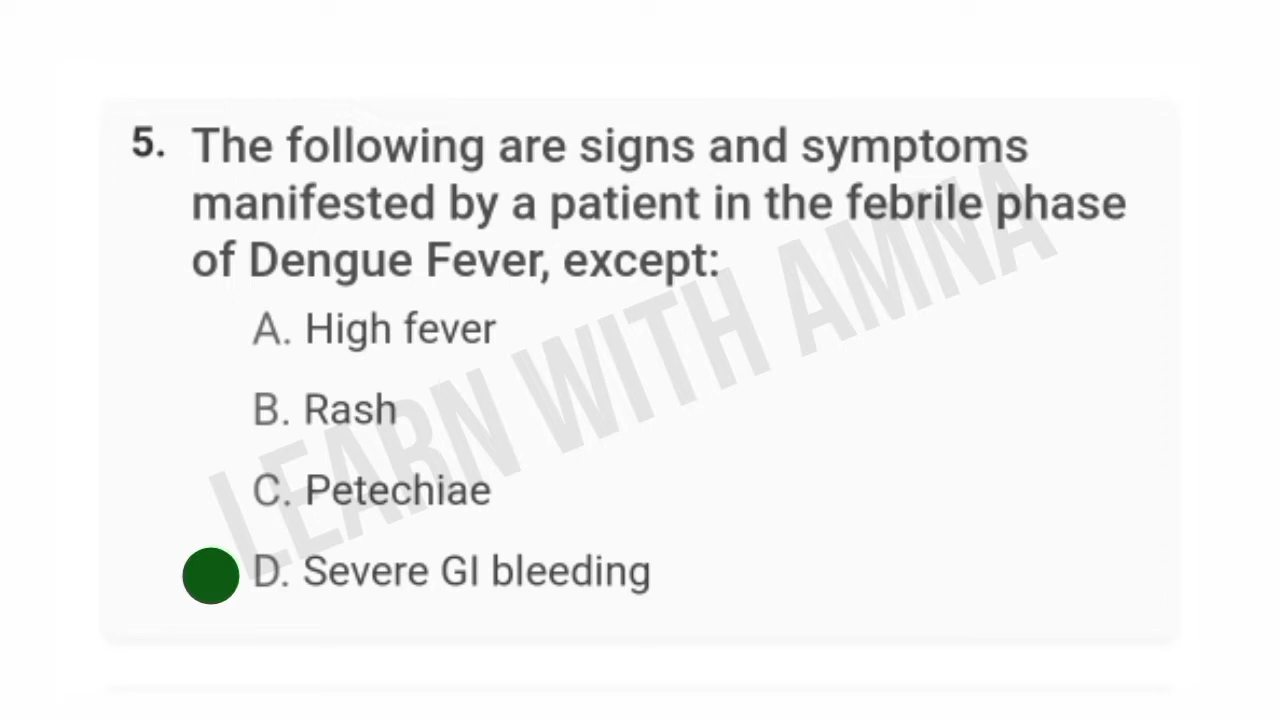 5. The following are signs and symptoms
manifested by a patient in the febrile phase
of Dengue Fever, except:
A. High fever
B. Rash
C. Petechiae
D. Severe GI bleeding
LEARN WITH AMNA